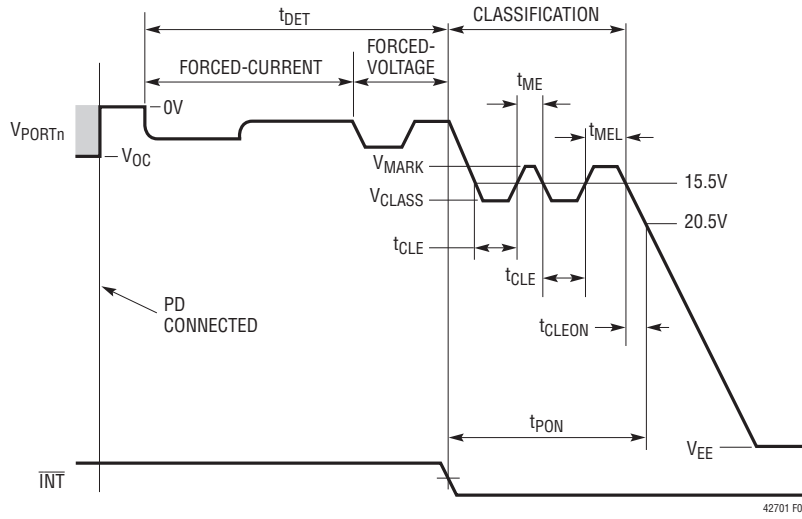 tDET
CLASSIFICATION
FORCED-CURRENT
FORCED-
VOLTAGE
tME
VPORTn
0V
VOC
tMEL
VMARK
15.5V
VCLASS
20.5V
tCLE
tCLE
PD
CONNECTED
tCLEON
tPON
VEE
INT
42701 F0